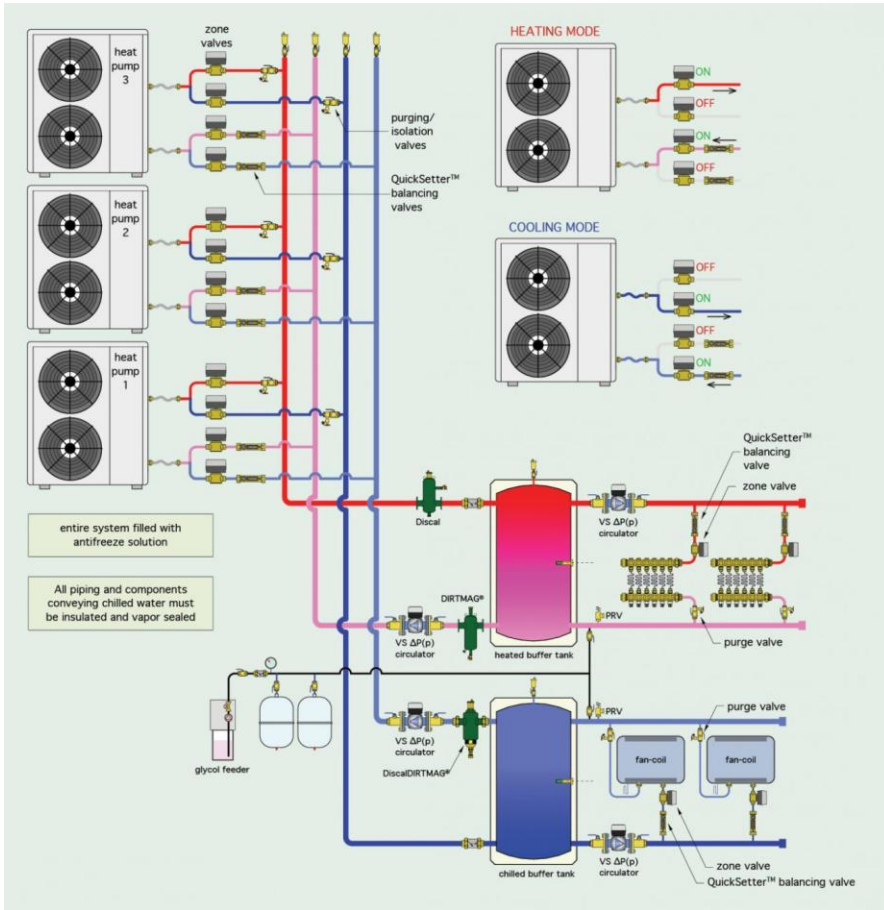 zone
valves
HEATING MODE
heat
pump
3
purging/
isolation
valves
QuickSetter™
balancing
valves
ON
OFF
ON
OFF
heat
pump
2
COOLING MODE
OFF
ON
OFF
ON
heat
pump
1
QuickSetter™
balancing
valve
zone valve
Discal
VS ΔP(p)
circulator
entire system filled with
antifreeze solution
All piping and components
conveying chilled water must
be insulated and vapor sealed
DIRTMAG®
PRV
VS ΔP(p)
circulator
heated buffer tank
purge valve
PRV
purge valve
VS ΔP(p)
circulator
fan-coil
fan-coil
glycol feeder
DiscalDIRTMAG®
chilled buffer tank
VS ΔP(p)
circulator
zone valve
QuickSetter™ balancing valve